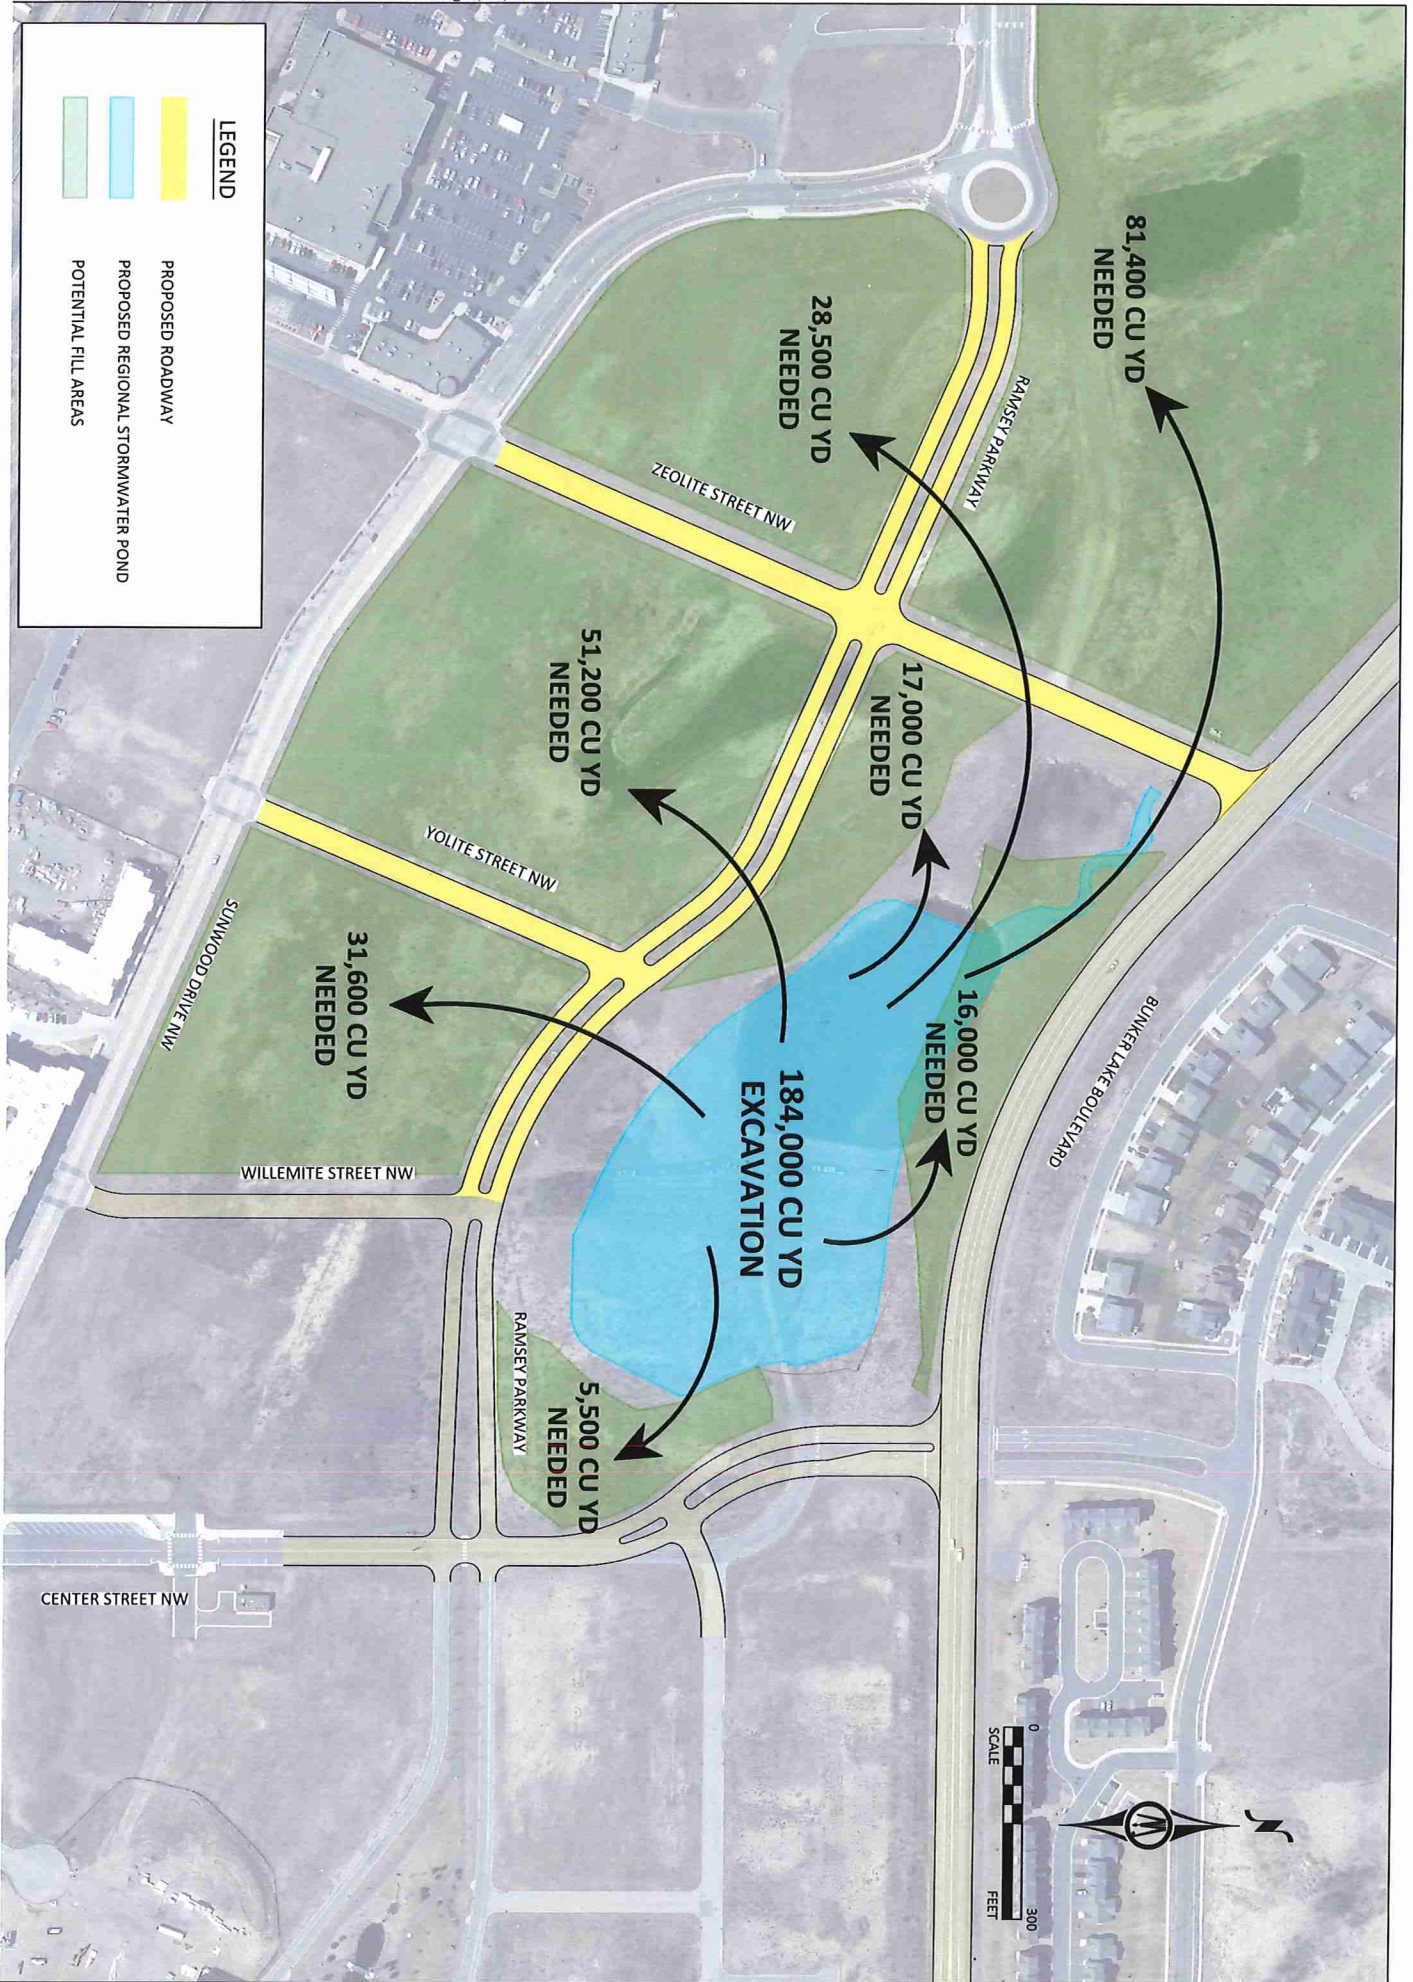 81,400 CU YD
NEEDED
28,500 CU YD
NEEDED
RAMSEY PARKWAY
ZEOLITE STREET NW
17,000 CU YD
NEEDED
51,200 CU YD
NEEDED
YOLITE STREET NW
16,000 CU YD
NEEDED
BUNKER LAKE BOULEVARD
184,000 CU YD
EXCAVATION
31,600 CU YD
NEEDED
SUNWOOD DRIVE NW
WILLEMITE STREET NW
RAMSEY PARKWAY
5,500 CU YD
NEEDED
CENTER STREET NW
LEGEND
PROPOSED ROADWAY
PROPOSED REGIONAL STORMWATER POND
POTENTIAL FILL AREAS
N
0 300
SCALE FEET